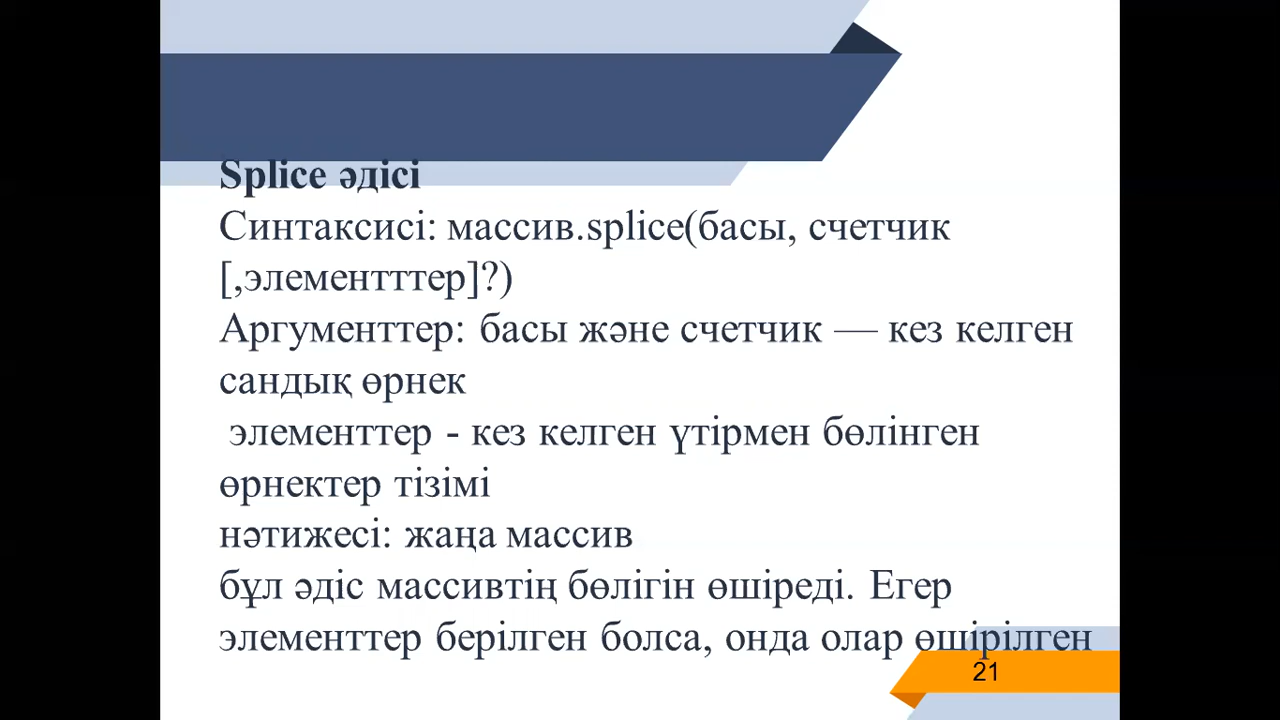 Splice әдісі
Синтаксисі: массив.splice(басы, счетчик
[,элементттер]?)
Аргументтер: басы және счетчик — кез келген
сандық өрнек
элементтер - кез келген үтірмен бөлінген
өрнектер тізімі
нәтижесі: жаңа массив
бұл әдіс массивтің бөлігін өшіреді. Егер
элементтер берілген болса, онда олар өшірілген
21